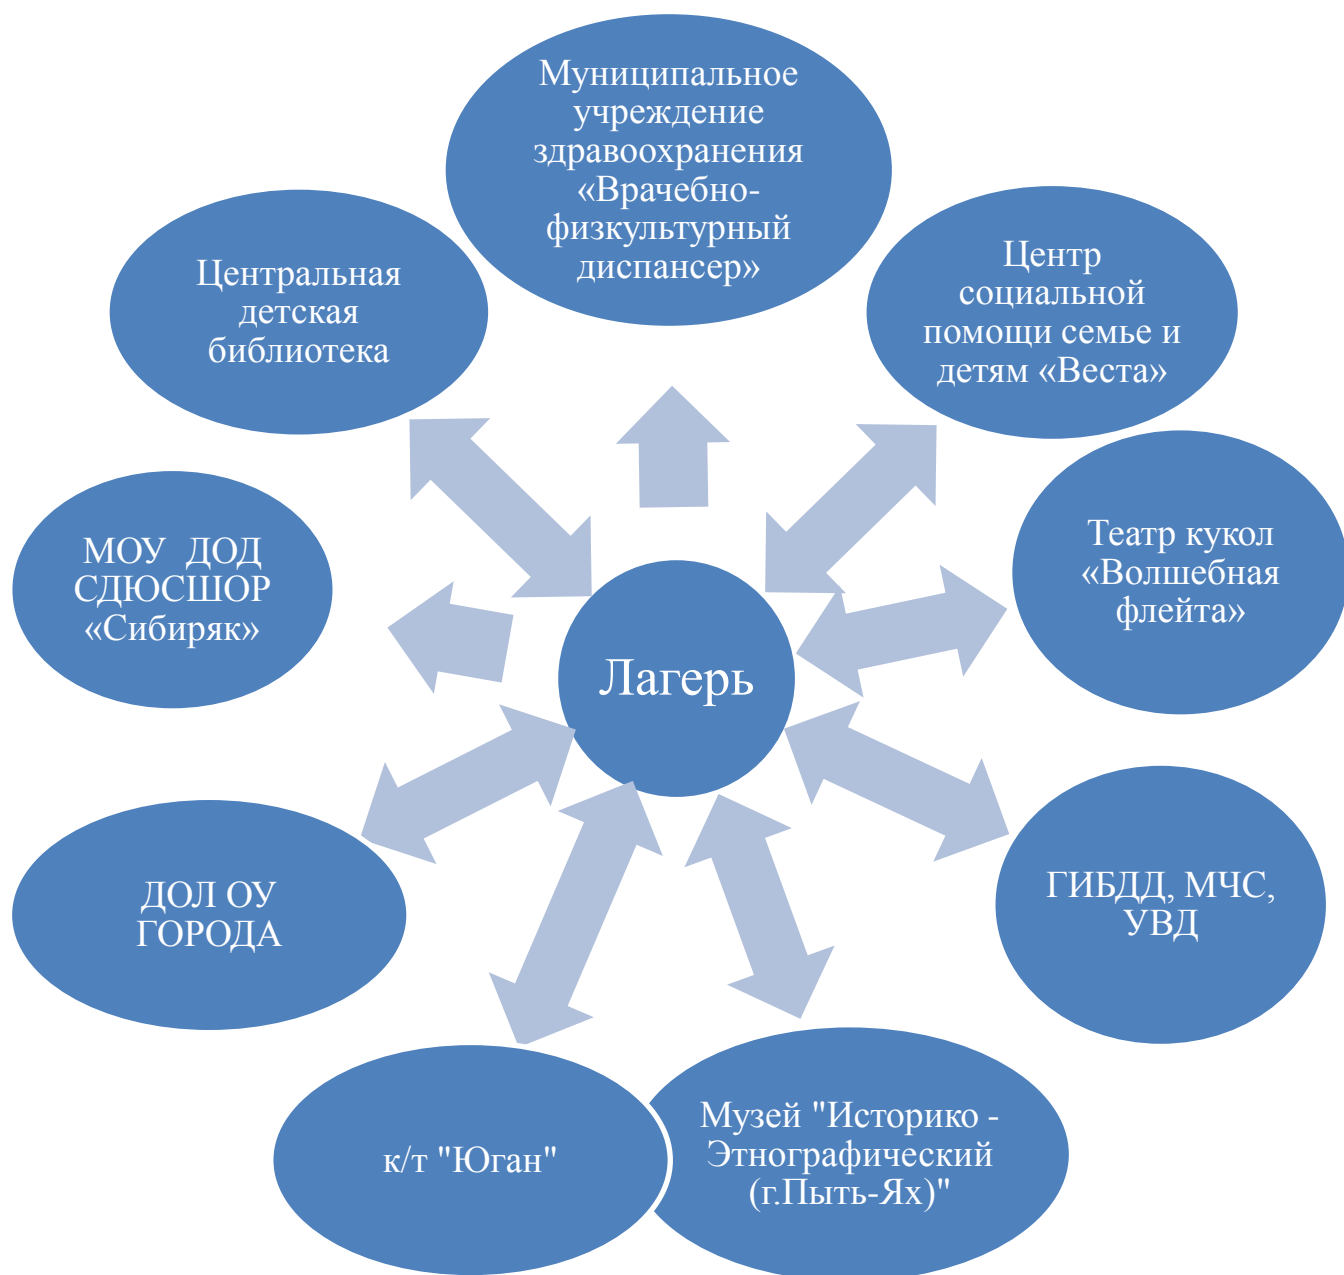 Муниципальное
учреждение
здравоохранения
«Врачебно-
физкультурный
диспансер»
Центральная
детская
библиотека
Центр
социальной
помощи семье и
детям «Веста»
МОУ  ДОД
СДЮСШОР
«Сибиряк»
Театр кукол
«Волшебная
флейта»
Лагерь
ДОЛ ОУ
ГОРОДА
ГИБДД, МЧС,
УВД
к/т "Юган"
Музей "Историко -
Этнографический
(г.Пыть-Ях)"